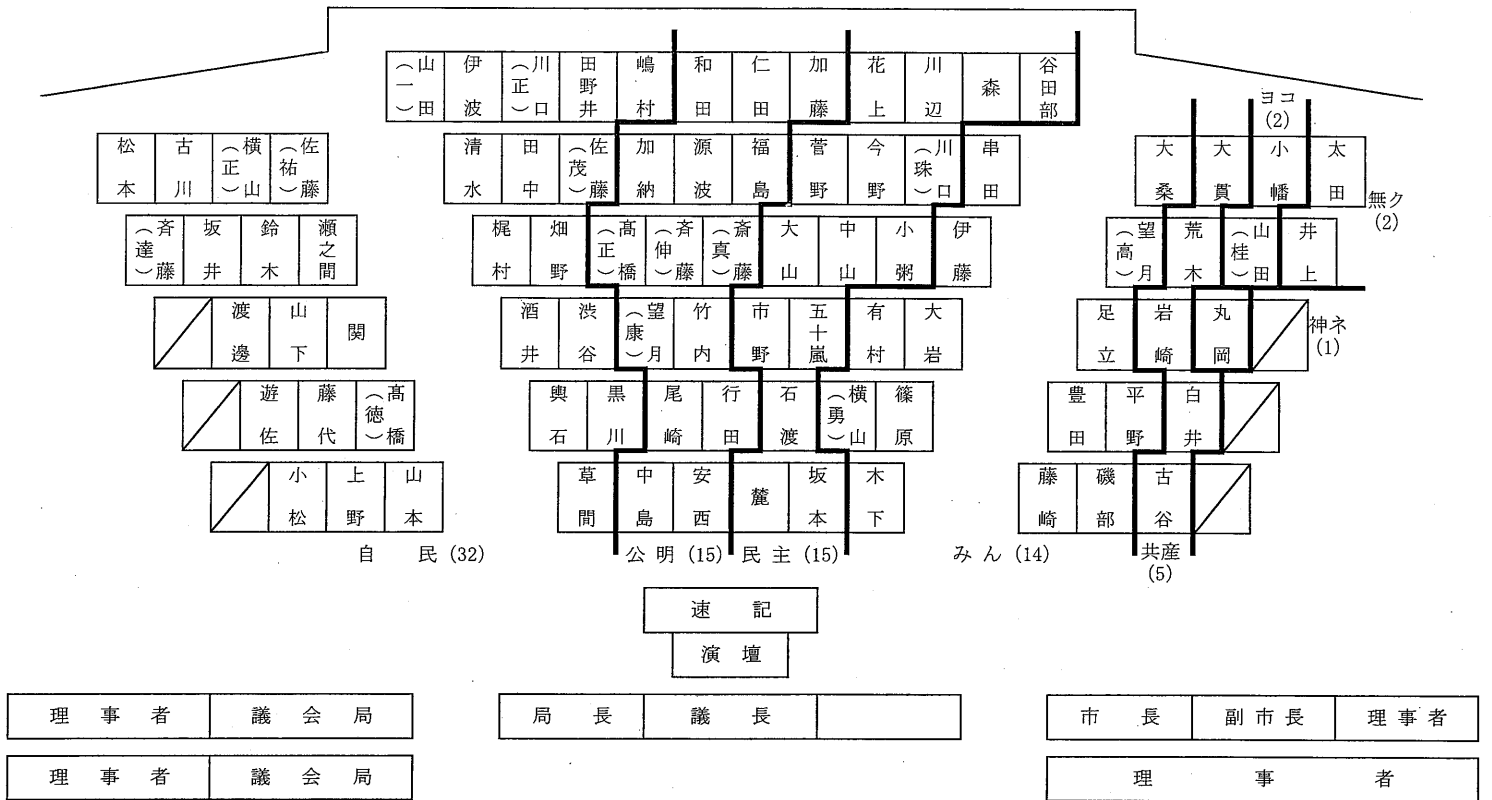 山田（一） 伊波 川口（正） 田野井 嶋村 和田 仁田 加藤 花上 川辺 森 谷田部
ヨコ
(2)
松本 古川 横山（正） 佐藤（祐） 清水 田中 佐藤（茂） 加納 源波 福島 菅野 今野 川口（珠） 串田 大桑 大貫 小幡 太田
無ク
(2)
斉藤（達） 坂井 鈴木 瀬之間 梶村 畑野 髙橋（正） 斉藤（伸） 斎藤（真） 大山 中山 小粥 伊藤 望月（高） 荒木 山田（桂） 井上
渡邊 山下 関 酒井 渋谷 望月（康） 竹内 市野 五十嵐 有村 大岩 足立 岩崎 丸岡
神ネ
(1)
遊佐 藤代 髙橋（徳） 輿石 黒川 尾崎 行田 石渡 横山（勇） 篠原 豊田 平野 白井
小松 上野 山本 草間 中島 安西 麓 坂本 木下 藤崎 磯部 古谷
自民 (32) 公明 (15) 民主 (15) みん (14) 共産
(5)
速記
演壇
理事者 議会局 局長 議長 市長 副市長 理事者
理事者 議会局 理事者